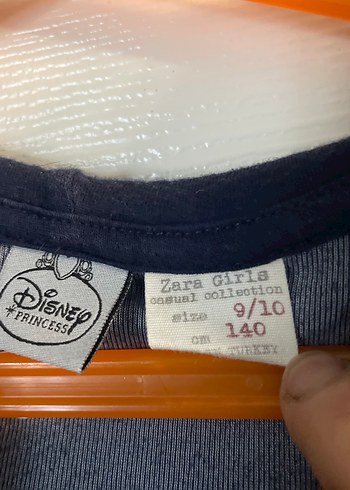 Disney
PRINCESS
Zara Girls
casual collection
size 9/10
cm 140
TURKEY